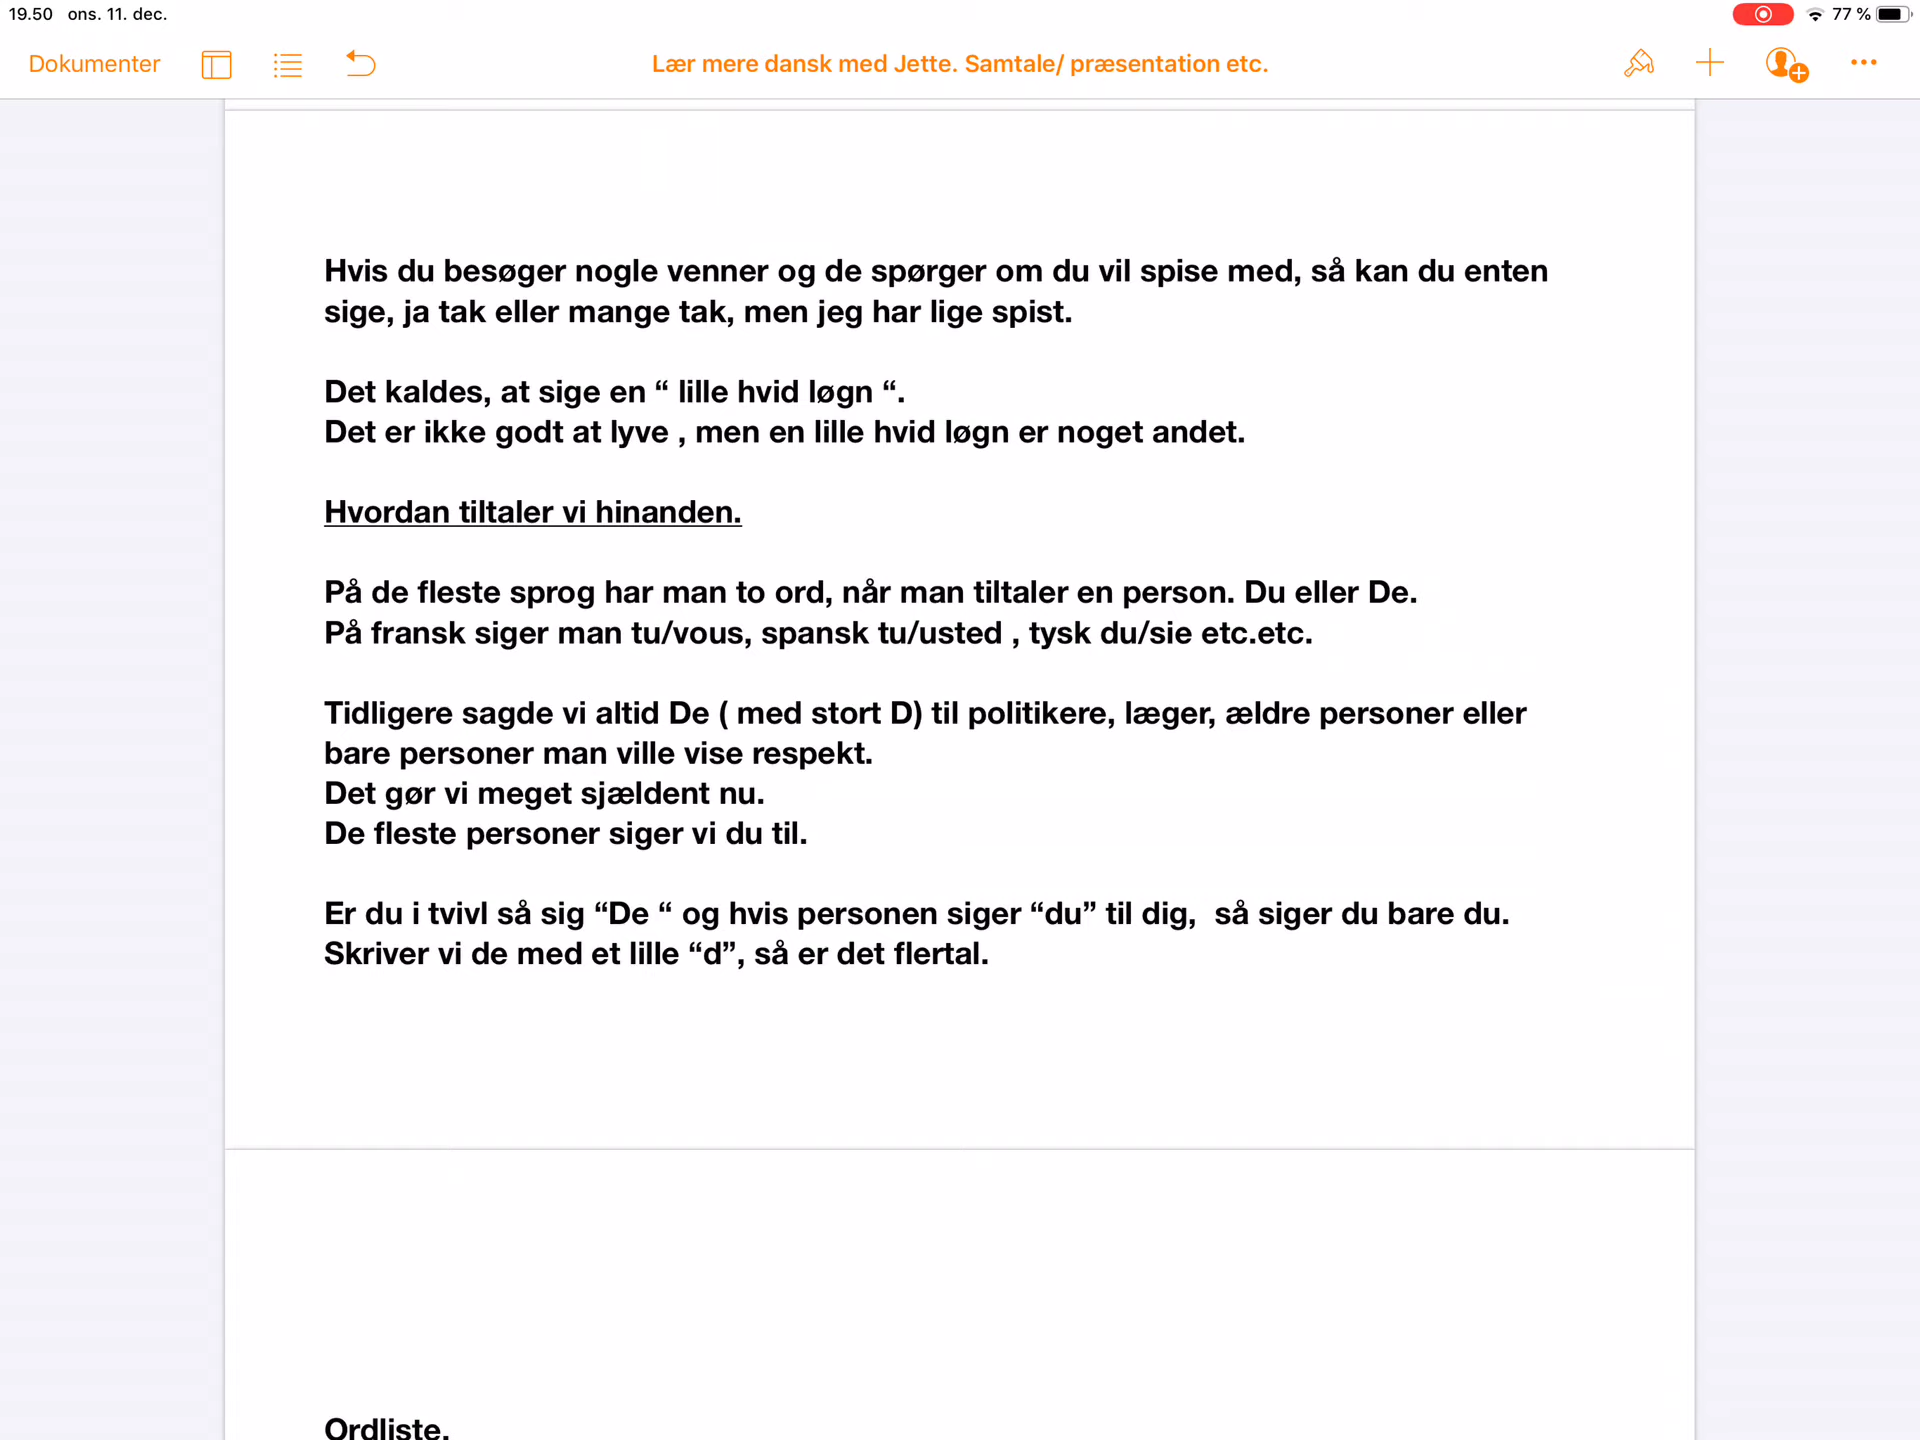 19.50 ons. 11. dec.
77 %
Dokumenter
Lær mere dansk med Jette. Samtale/ præsentation etc.
Hvis du besøger nogle venner og de spørger om du vil spise med, så kan du enten
sige, ja tak eller mange tak, men jeg har lige spist.
Det kaldes, at sige en “ lille hvid løgn “.
Det er ikke godt at lyve , men en lille hvid løgn er noget andet.
Hvordan tiltaler vi hinanden.
På de fleste sprog har man to ord, når man tiltaler en person. Du eller De.
På fransk siger man tu/vous, spansk tu/usted , tysk du/sie etc.etc.
Tidligere sagde vi altid De ( med stort D) til politikere, læger, ældre personer eller
bare personer man ville vise respekt.
Det gør vi meget sjældent nu.
De fleste personer siger vi du til.
Er du i tvivl så sig “De “ og hvis personen siger “du” til dig,  så siger du bare du.
Skriver vi de med et lille “d”, så er det flertal.
Ordliste.